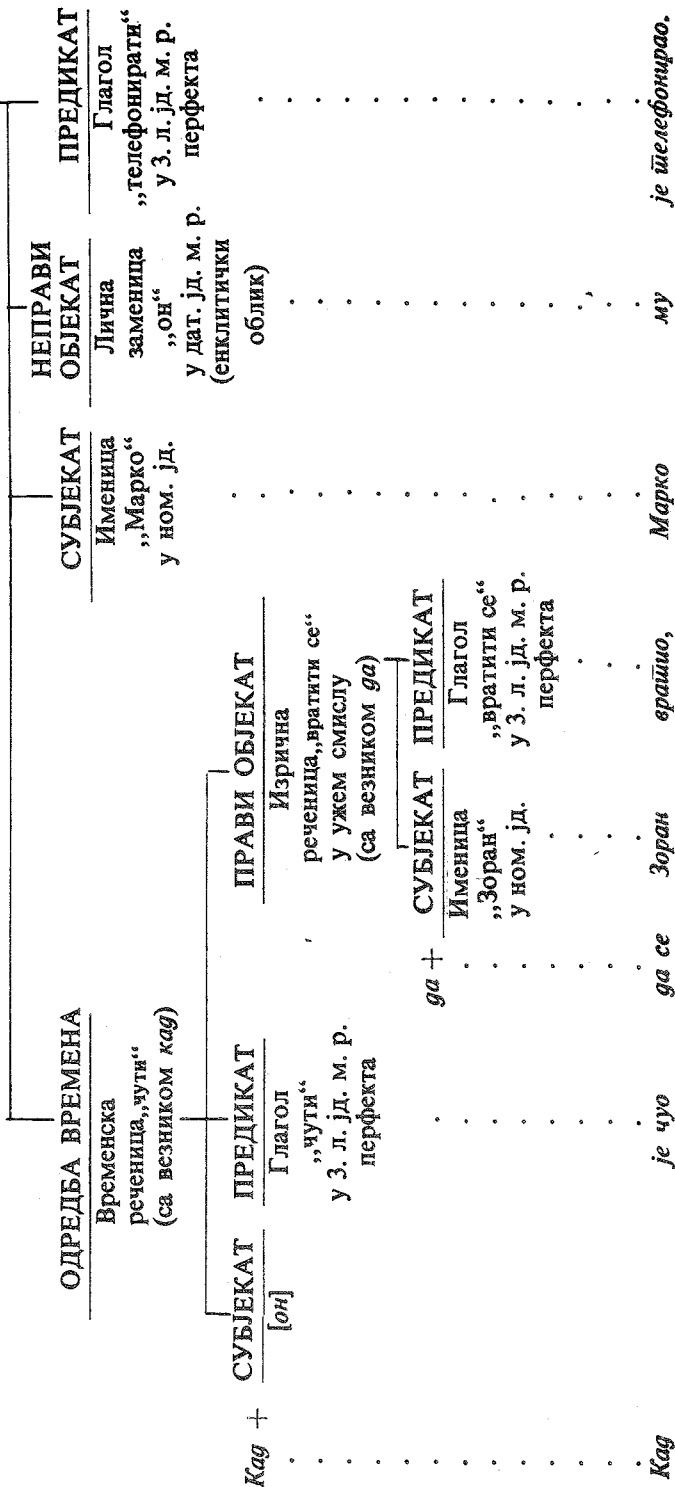 ОДРЕДБА ВРЕМЕНА
Временска
реченица„чути“
(са везником кад)
СУБЈЕКАТ
Именица
„Марко“
у ном. јд.
НЕПРАВИ
ОБЈЕКАТ
Лична
заменица
„он“
у дат. јд. м. р.
(енклитички
облик)
ПРЕДИКАТ
Глагол
„телефонирати“
у 3. л. јд. м. р.
перфекта
Кад +
СУБЈЕКАТ
[он]
ПРЕДИКАТ
Глагол
„чути“
у 3. л. јд. м. р.
перфекта
ПРАВИ ОБЈЕКАТ
Изрична
реченица„вратити се“
у ужем смислу
(са везником да)
да +
СУБЈЕКАТ
Именица
„Зоран“
у ном. јд.
ПРЕДИКАТ
Глагол
„вратити се“
у 3. л. јд. м. р.
перфекта
Кад је чуо да се Зоран вратио, Марко му је телефонирао.